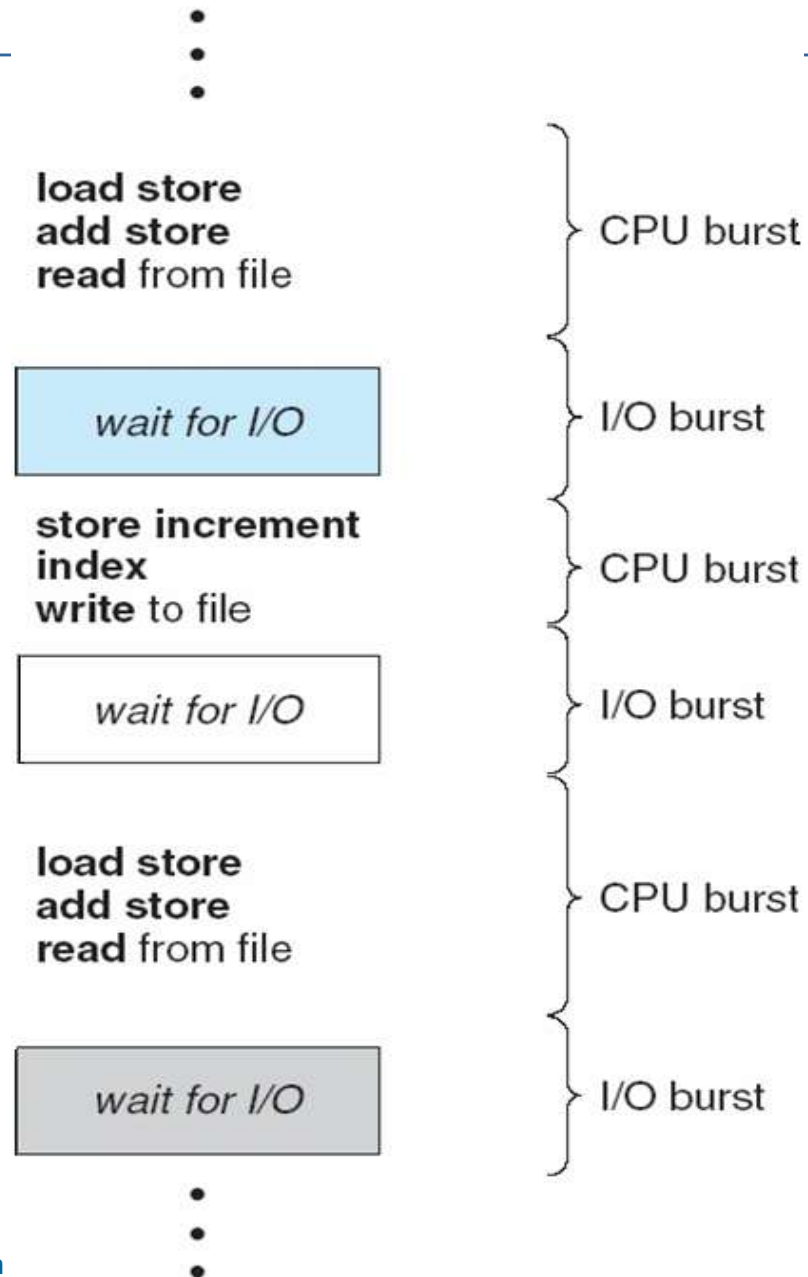 load store
add store
read from file
CPU burst
wait for I/O
I/O burst
store increment
index
write to file
CPU burst
wait for I/O
I/O burst
load store
add store
read from file
CPU burst
wait for I/O
I/O burst